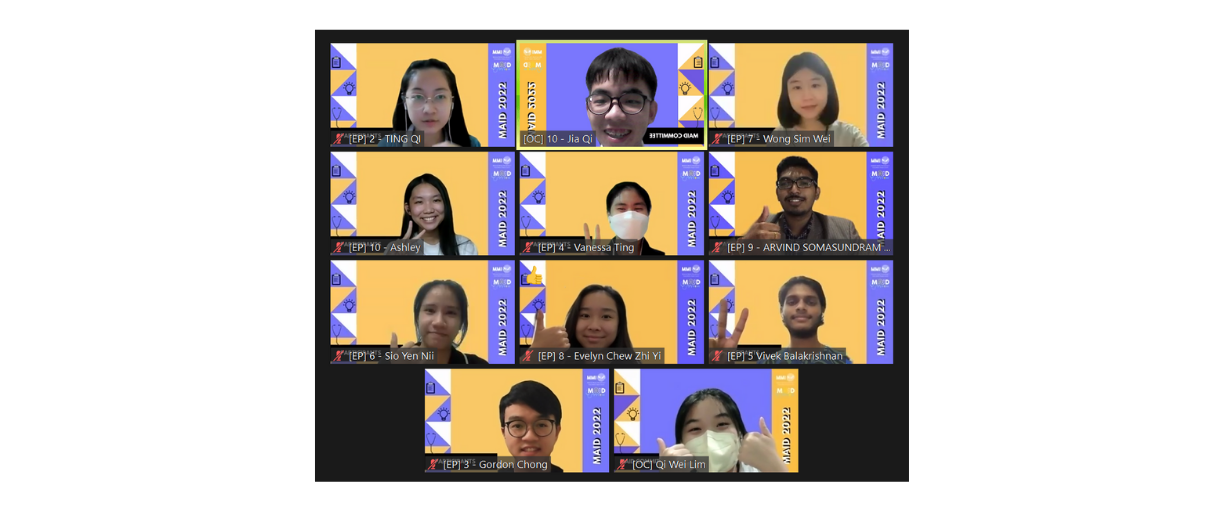 MAID 2022
[EP] 2 - TING QI
MAID 2022
MAID COMMITTEE
[OC] 10 - Jia Qi
MAID 2022
[EP] 7 - Wong Sim Wei
MAID 2022
[EP] 10 - Ashley
MAID 2022
[EP] 4 - Vanessa Ting
MAID 2022
[EP] 9 - ARVIND SOMASUNDRAM ...
MAID 2022
[EP] 6 - Sio Yen Nii
MAID 2022
[EP] 8 - Evelyn Chew Zhi Yi
MAID 2022
[EP] 5 Vivek Balakrishnan
MAID 2022
[EP] 3 - Gordon Chong
MAID 2022
[OC] Qi Wei Lim